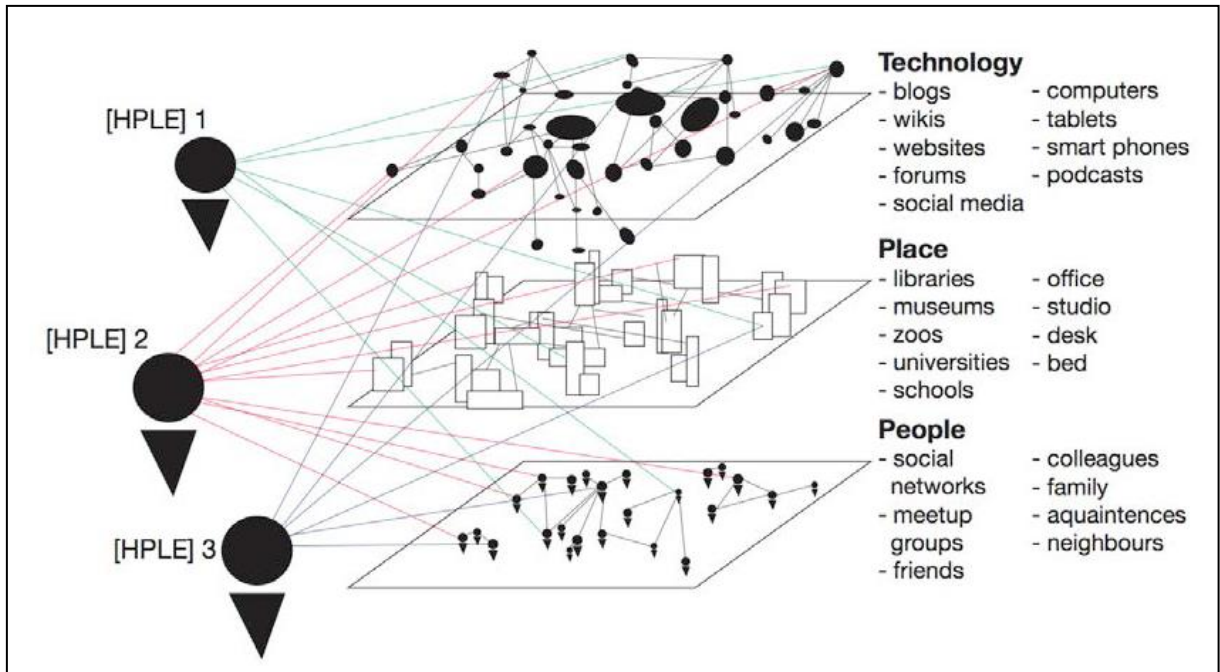 [HPLE] 1
[HPLE] 2
[HPLE] 3
Technology
- blogs
- wikis
- websites
- forums
- social media
- computers
- tablets
- smart phones
- podcasts
Place
- libraries
- museums
- zoos
- universities
- schools
- office
- studio
- desk
- bed
People
- social
networks
- meetup
groups
- friends
- colleagues
- family
- aquaintences
- neighbours